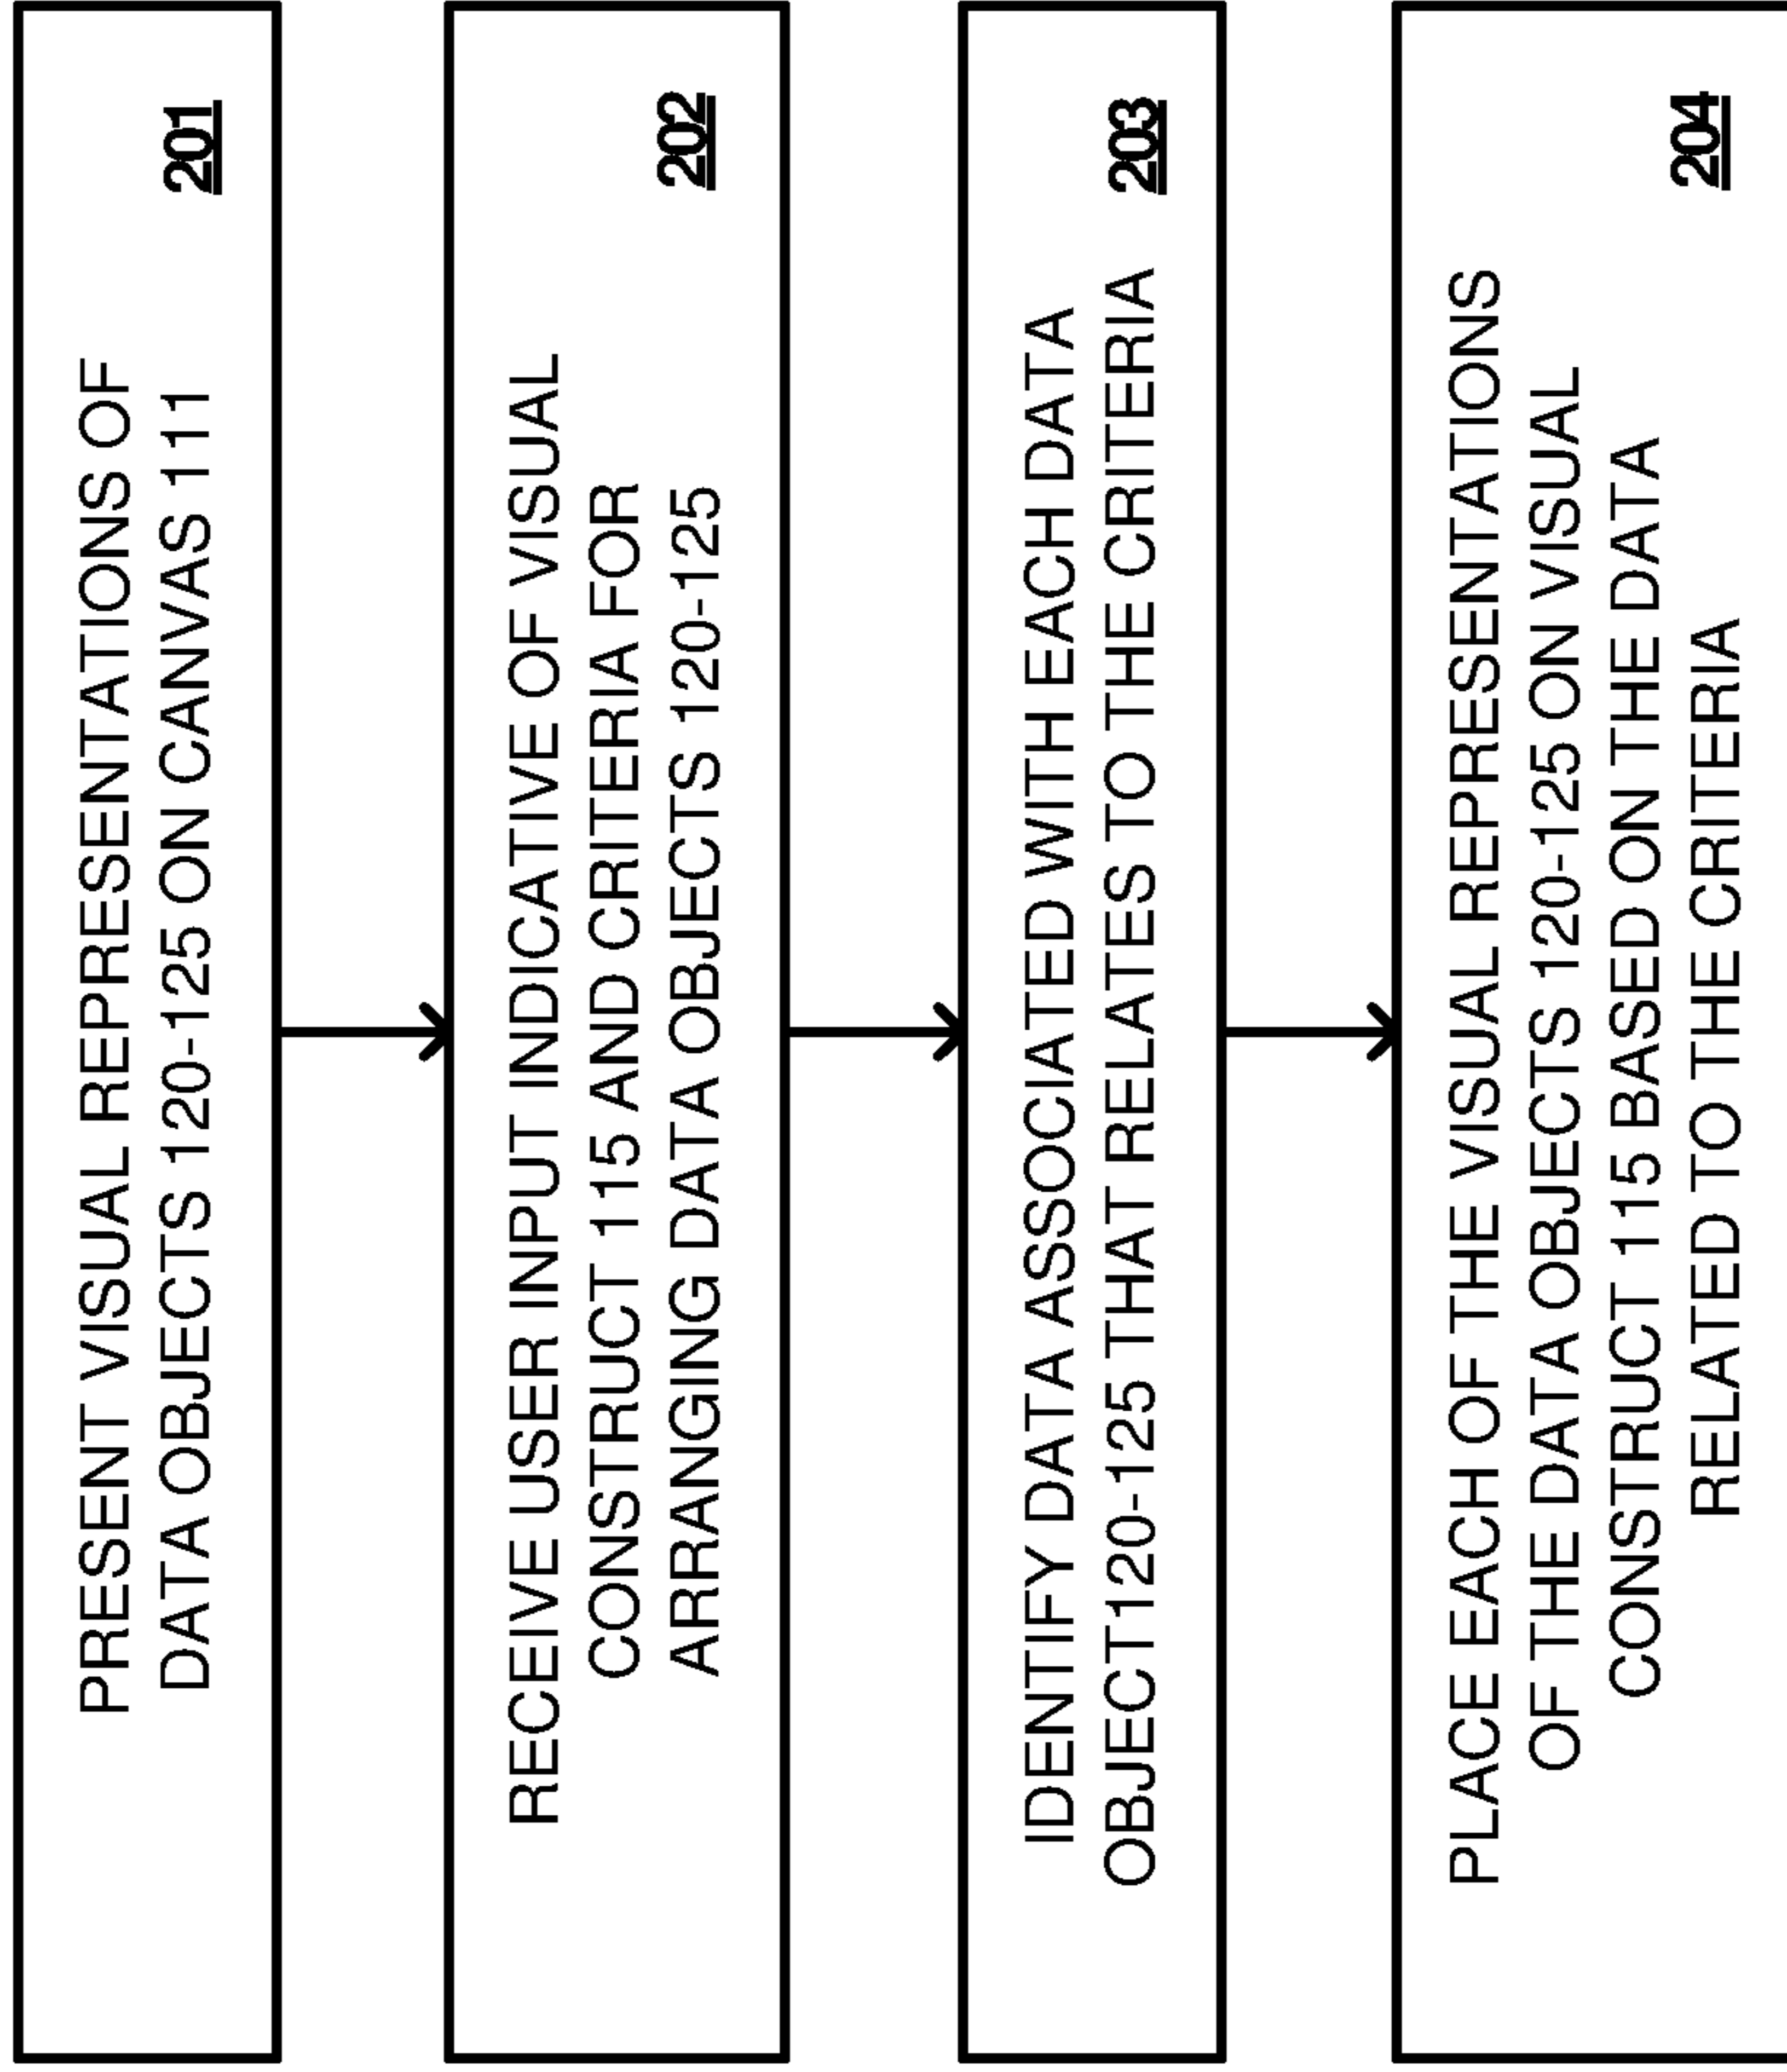 PRESENT VISUAL REPRESENTATIONS OF
DATA OBJECTS 120-125 ON CANVAS 111
201
RECEIVE USER INPUT INDICATIVE OF VISUAL
CONSTRUCT 115 AND CRITERIA FOR
ARRANGING DATA OBJECTS 120-125
202
IDENTIFY DATA ASSOCIATED WITH EACH DATA
OBJECT120-125 THAT RELATES TO THE CRITERIA
203
PLACE EACH OF THE VISUAL REPRESENTATIONS
OF THE DATA OBJECTS 120-125 ON VISUAL
CONSTRUCT 115 BASED ON THE DATA
RELATED TO THE CRITERIA
204